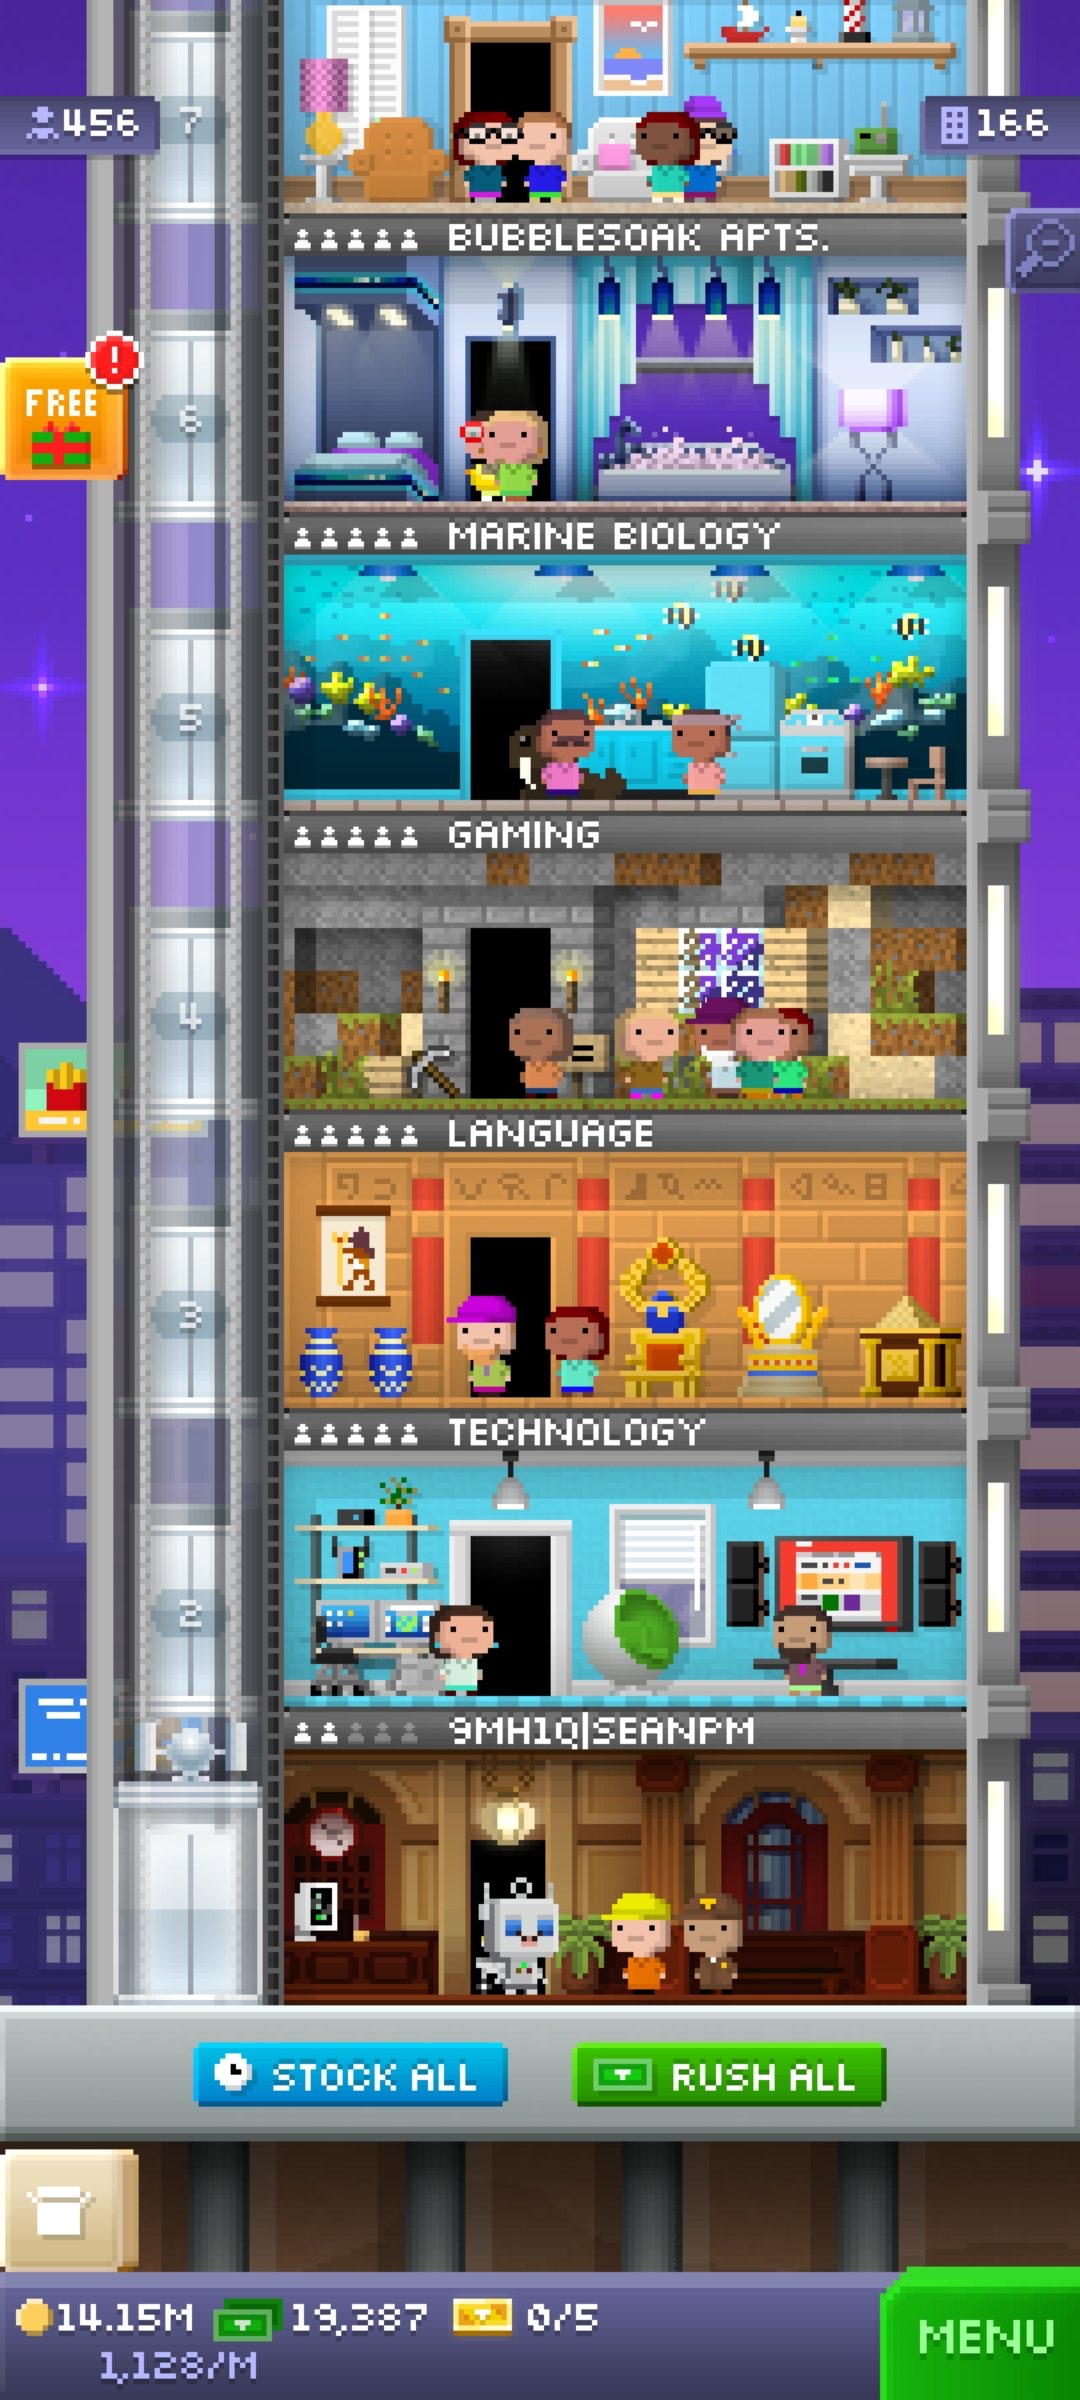 7
456
166
BUBBLESOAK APTS.
FREE
!
6
MARINE BIOLOGY
5
GAMING
4
LANGUAGE
3
TECHNOLOGY
2
9MH1Q|SEANPM
STOCK ALL
RUSH ALL
14.15M
19,387
0/5
1,128/M
MENU